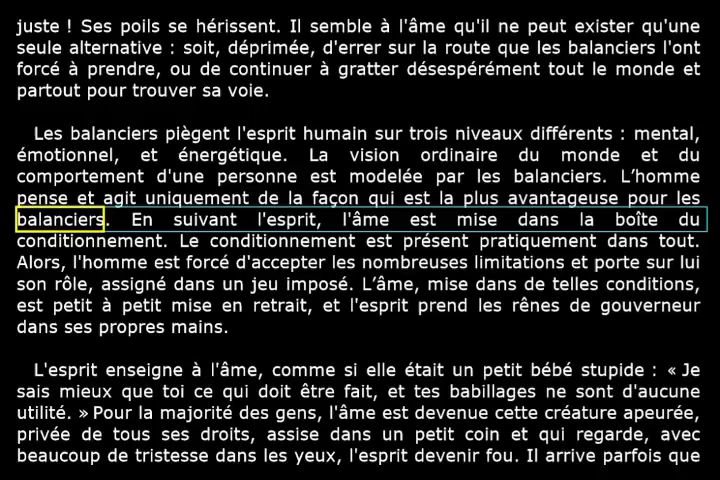 juste ! Ses poils se hérissent. Il semble à l'âme qu'il ne peut exister qu'une
seule alternative : soit, déprimée, d'errer sur la route que les balanciers l'ont
forcé à prendre, ou de continuer à gratter désespérément tout le monde et
partout pour trouver sa voie.
Les balanciers piègent l'esprit humain sur trois niveaux différents : mental,
émotionnel, et énergétique. La vision ordinaire du monde et du
comportement d'une personne est modelée par les balanciers. L’homme
pense et agit uniquement de la façon qui est la plus avantageuse pour les
balanciers. En suivant l'esprit, l'âme est mise dans la boîte du
conditionnement. Le conditionnement est présent pratiquement dans tout.
Alors, l'homme est forcé d'accepter les nombreuses limitations et porte sur lui
son rôle, assigné dans un jeu imposé. L’âme, mise dans de telles conditions,
est petit à petit mise en retrait, et l'esprit prend les rênes de gouverneur
dans ses propres mains.
L'esprit enseigne à l'âme, comme si elle était un petit bébé stupide : « Je
sais mieux que toi ce qui doit être fait, et tes babillages ne sont d'aucune
utilité. » Pour la majorité des gens, l'âme est devenue cette créature apeurée,
privée de tous ses droits, assise dans un petit coin et qui regarde, avec
beaucoup de tristesse dans les yeux, l'esprit devenir fou. Il arrive parfois que